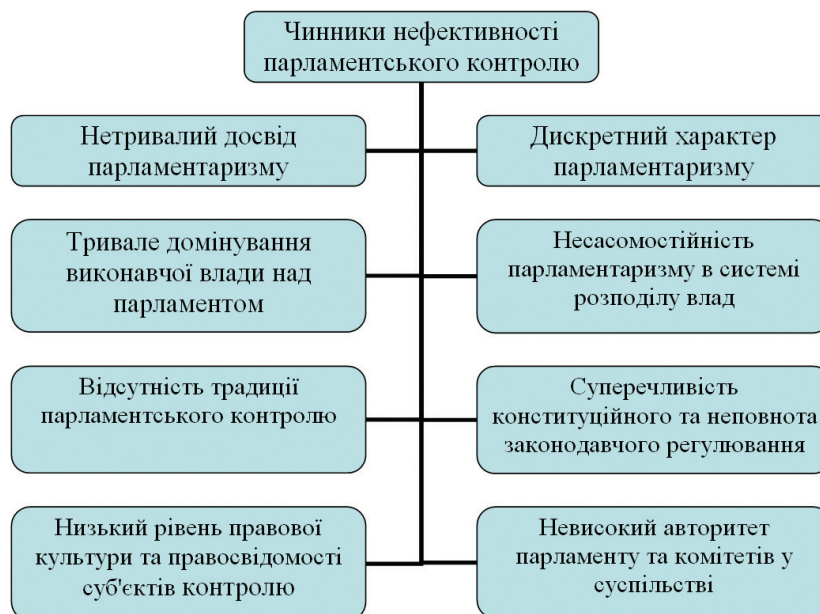 Чинники нефективності
парламентського контролю
Нетривалий досвід
парламентаризму
Дискретний характер
парламентаризму
Тривале домінування
виконавчої влади над
парламентом
Несасомостійність
парламентаризму в системі
розподілу влад
Відсутність традиції
парламентського контролю
Суперечливість
конституційного та неповнота
законодавчого регулювання
Низький рівень правової
культури та правосвідомості
суб'єктів контролю
Невисокий авторитет
парламенту та комітетів у
суспільстві